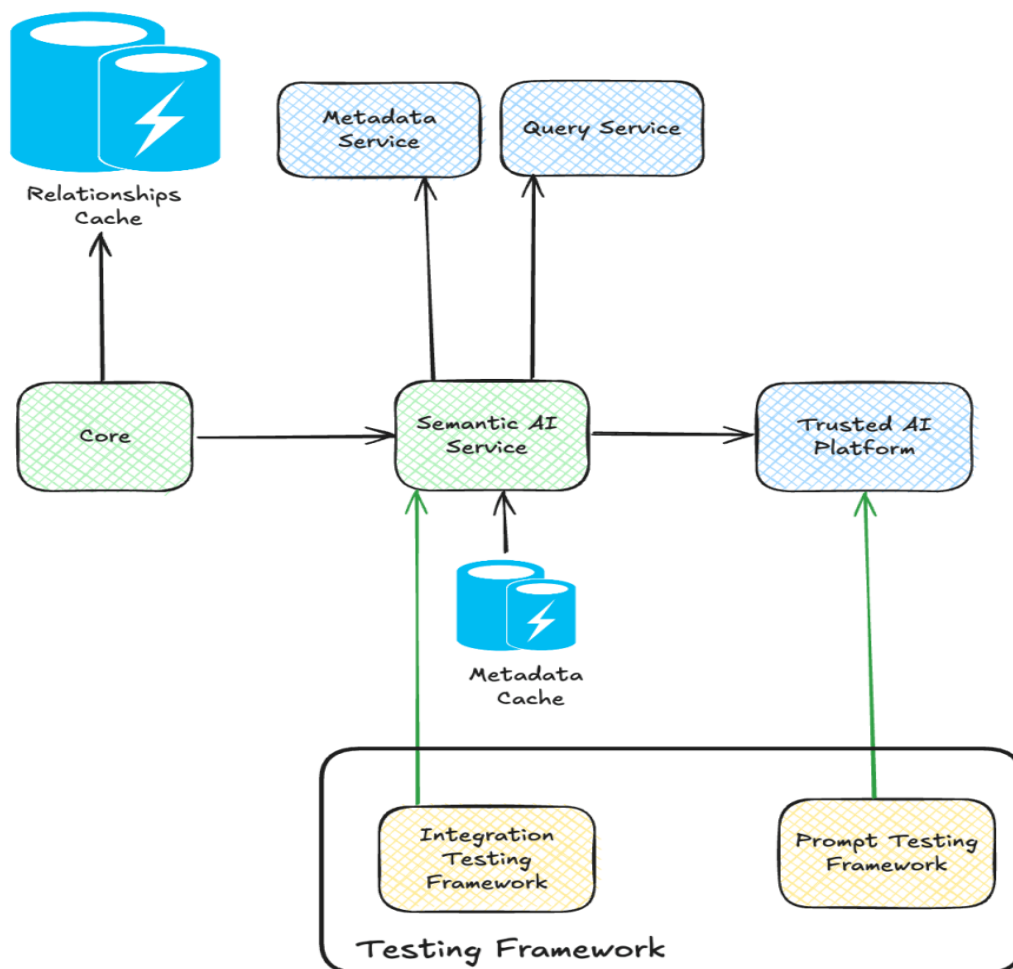 Metadata
Service
Query Service
Relationships
Cache
Core
Semantic AI
Service
Trusted AI
Platform
Metadata
Cache
Integration
Testing
Framework
Prompt Testing
Framework
Testing Framework